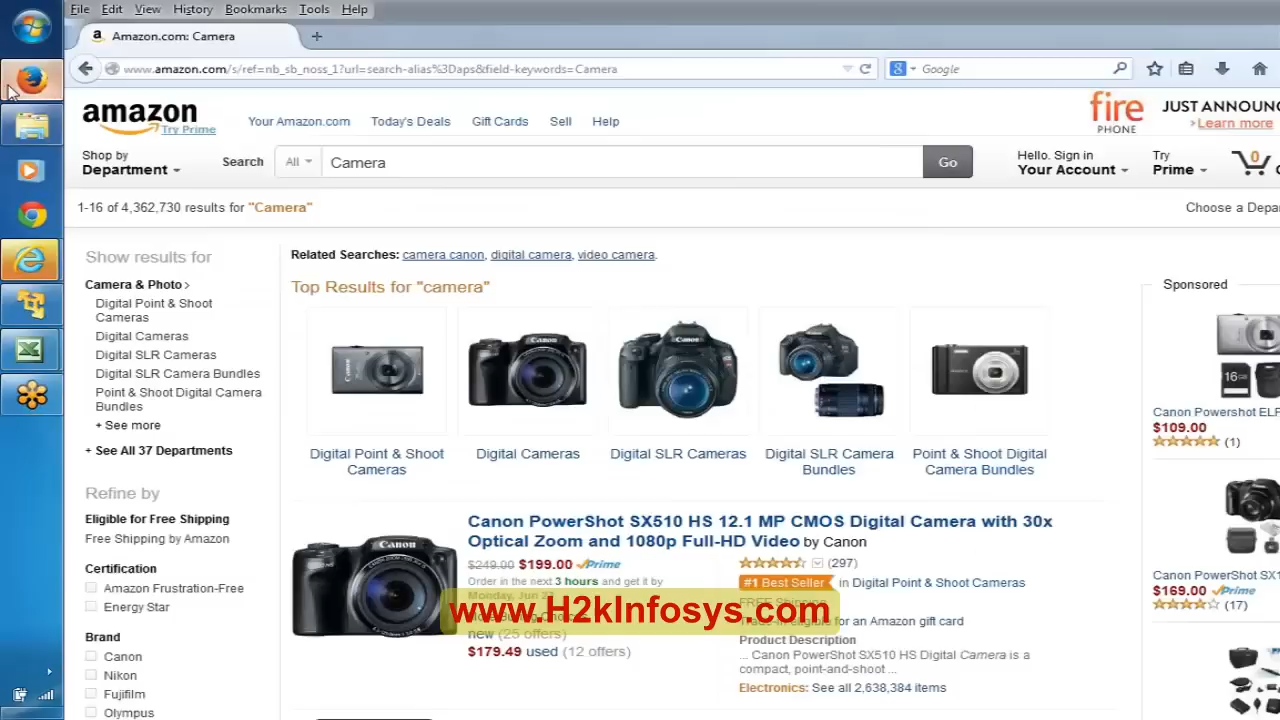 File Edit View History Bookmarks Tools Help
Amazon.com: Camera
www.amazon.com/s/ref=nb_sb_noss_1?url=search-alias%3Daps&field-keywords=Camera
Google
amazon
Try Prime
Your Amazon.com Today's Deals Gift Cards Sell Help
fire
PHONE
JUST ANNOUN
Learn more
Shop by
Department
Search
All
Camera
Go
Hello. Sign in
Your Account
Try
Prime
0
1-16 of 4,362,730 results for "Camera"
Choose a Depa
Show results for
Camera & Photo
Digital Point & Shoot
Cameras
Digital Cameras
Digital SLR Cameras
Digital SLR Camera Bundles
Point & Shoot Digital Camera
Bundles
+ See more
+ See All 37 Departments
Refine by
Eligible for Free Shipping
Free Shipping by Amazon
Certification
Amazon Frustration-Free
Energy Star
Brand
Canon
Nikon
Fujifilm
Olympus
Related Searches: camera canon, digital camera, video camera.
Top Results for "camera"
Digital Point & Shoot
Cameras
Digital Cameras
Digital SLR Cameras
Digital SLR Camera
Bundles
Point & Shoot Digital
Camera Bundles
Canon PowerShot SX510 HS 12.1 MP CMOS Digital Camera with 30x
Optical Zoom and 1080p Full-HD Video by Canon
$249.00 $199.00 Prime
Order in the next 3 hours and get it by
Monday, Jun
new (25 offers)
$179.49 used (12 offers)
(297)
#1 Best Seller in Digital Point & Shoot Cameras
FREE Shipping
Trade-in eligible for an Amazon gift card
Product Description
... Canon PowerShot SX510 HS Digital Camera is a
compact, point-and-shoot ...
Electronics: See all 2,638,384 items
www.H2kInfosys.com
Sponsored
Canon Powershot ELF
$109.00
(1)
Canon PowerShot SX1
$169.00 Prime
(17)